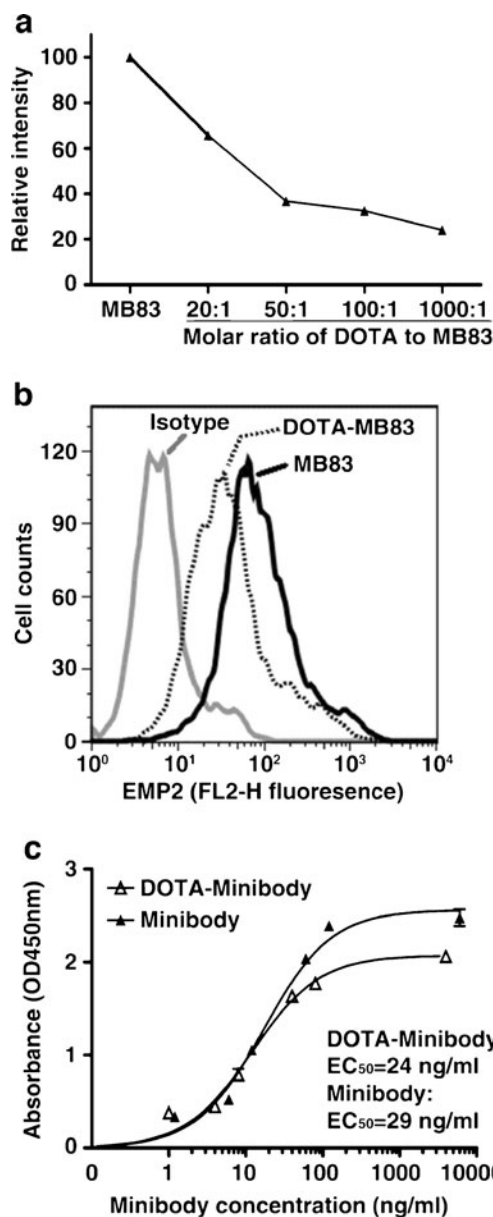 a
Relative intensity
100
80
60
40
20
0
MB83 20:1 50:1 100:1 1000:1
Molar ratio of DOTA to MB83
b
Isotype
DOTA-MB83
MB83
Cell counts
120
90
60
30
0
10⁰ 10¹ 10² 10³ 10⁴
EMP2 (FL2-H fluoresence)
c
DOTA-Minibody
Minibody
Absorbance (OD450nm)
3
2
1
0
DOTA-Minibody
EC₅₀=24 ng/ml
Minibody:
EC₅₀=29 ng/ml
0 1 10 100 1000 10000
Minibody concentration (ng/ml)